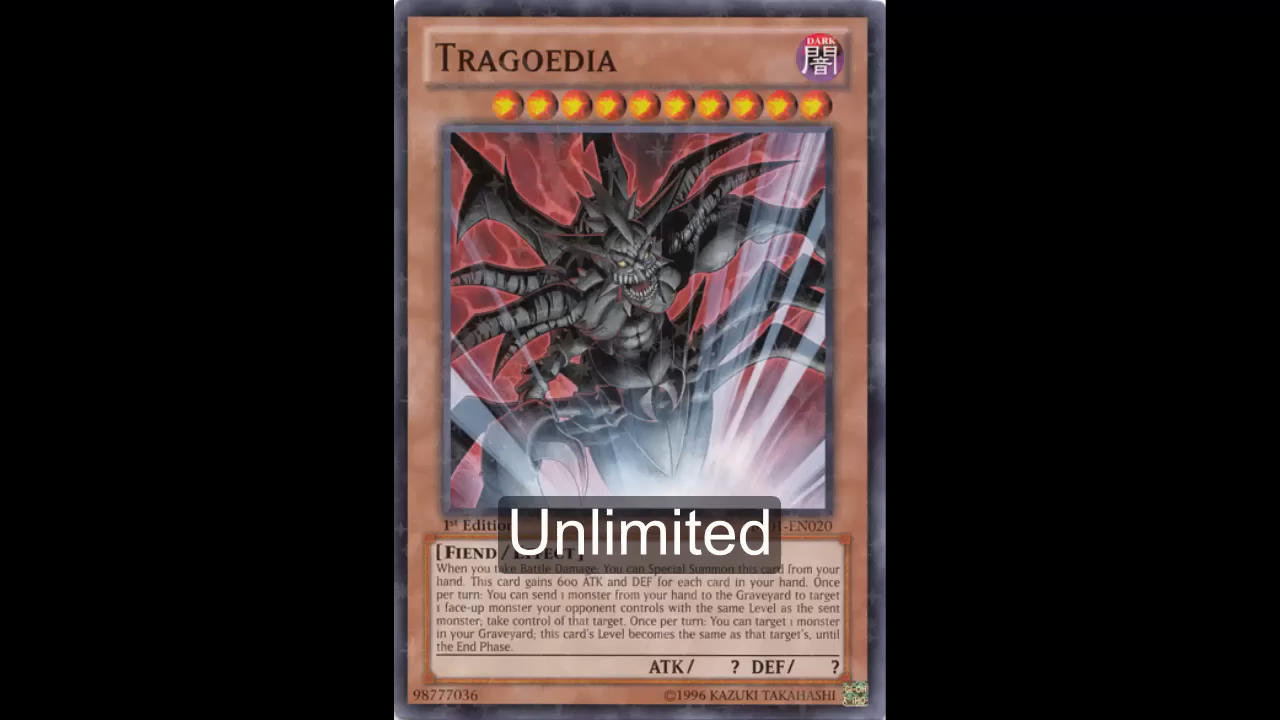 TRAGOEDIA
DARK
闇
1st Edition
Unlimited
-EN020
[FIEND / EFFECT]
When you take Battle Damage: You can Special Summon this card from your
hand. This card gains 600 ATK and DEF for each card in your hand. Once
per turn: You can send 1 monster from your hand to the Graveyard to target
1 face-up monster your opponent controls with the same Level as the sent
monster; take control of that target. Once per turn: You can target 1 monster
in your Graveyard; this card's Level becomes the same as that target's, until
the End Phase.
ATK/ ? DEF/ ?
98777036
©1996 KAZUKI TAKAHASHI